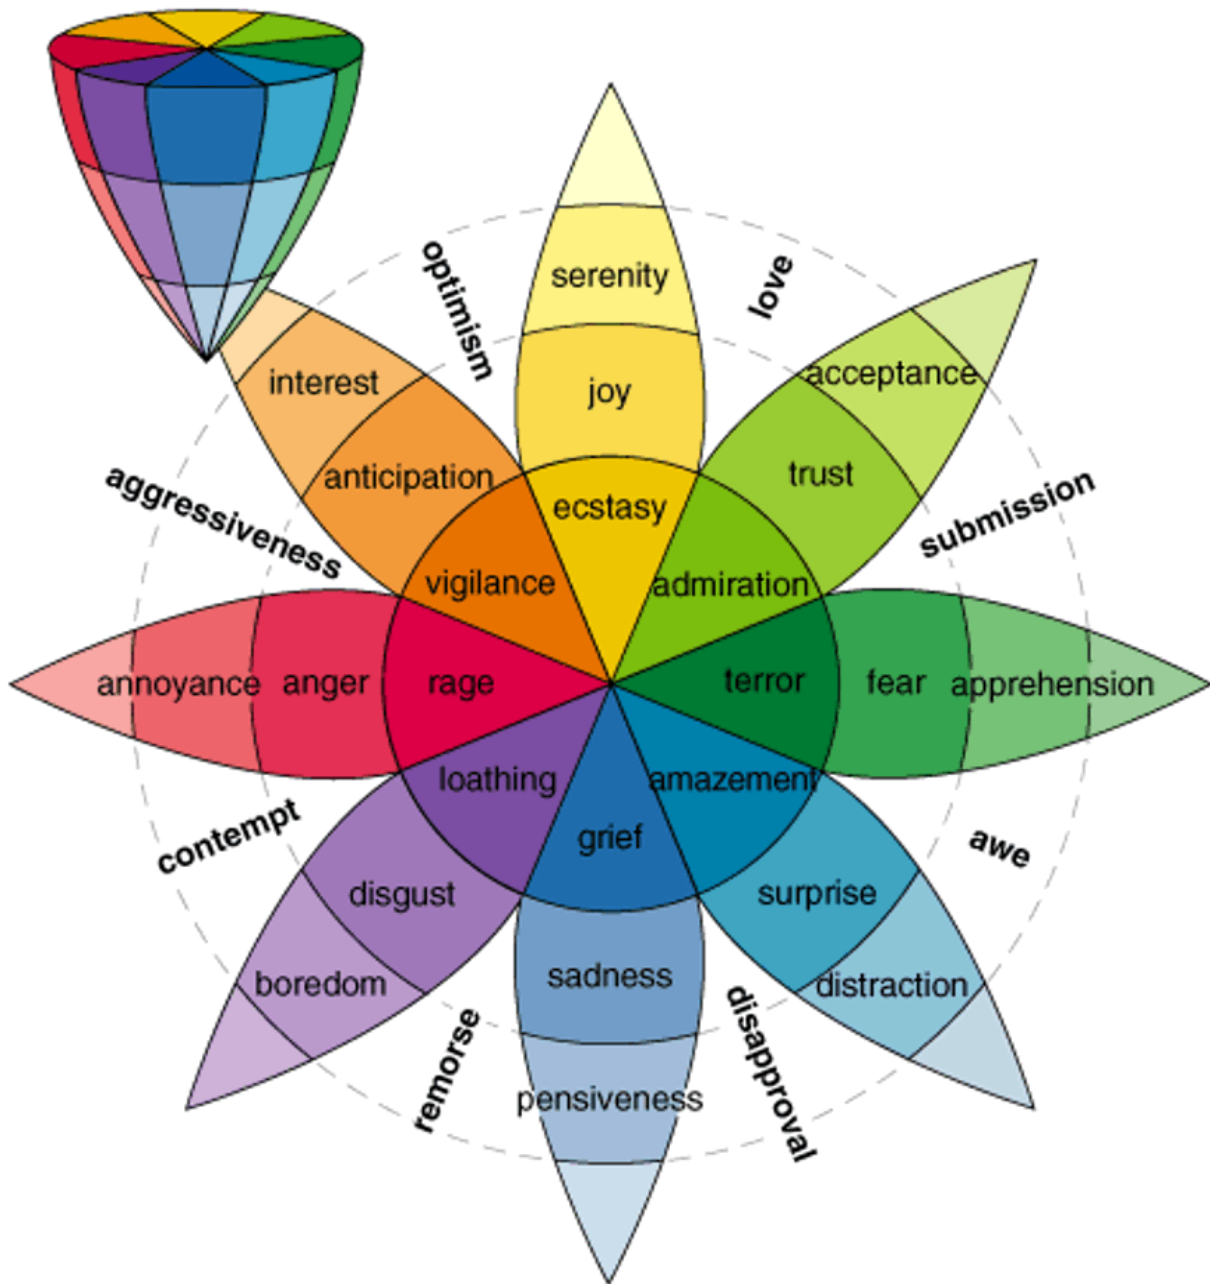 optimism
love
serenity
interest
acceptance
joy
aggressiveness
anticipation
trust
submission
ecstasy
vigilance
admiration
annoyance
anger
rage
terror
fear
apprehension
loathing
amazement
contempt
grief
awe
disgust
surprise
boredom
sadness
distraction
remorse
disapproval
pensiveness